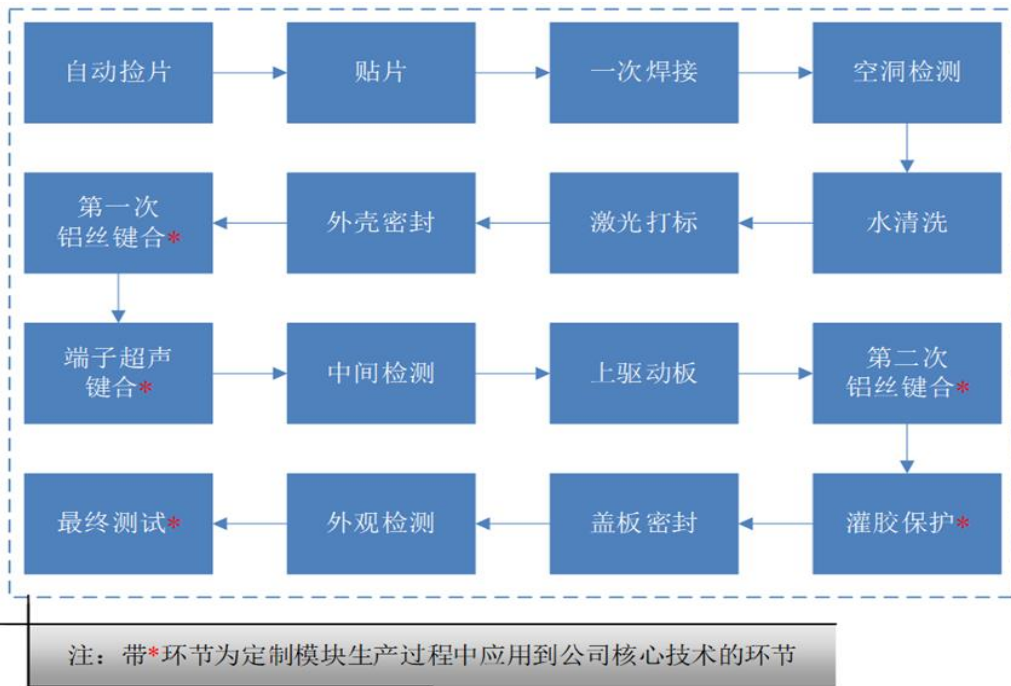 自动捡片
贴片
一次焊接
空洞检测
第一次
铝丝键合*
外壳密封
激光打标
水清洗
端子超声
键合*
中间检测
上驱动板
第二次
铝丝键合*
最终测试*
外观检测
盖板密封
灌胶保护*
注：带*环节为定制模块生产过程中应用到公司核心技术的环节